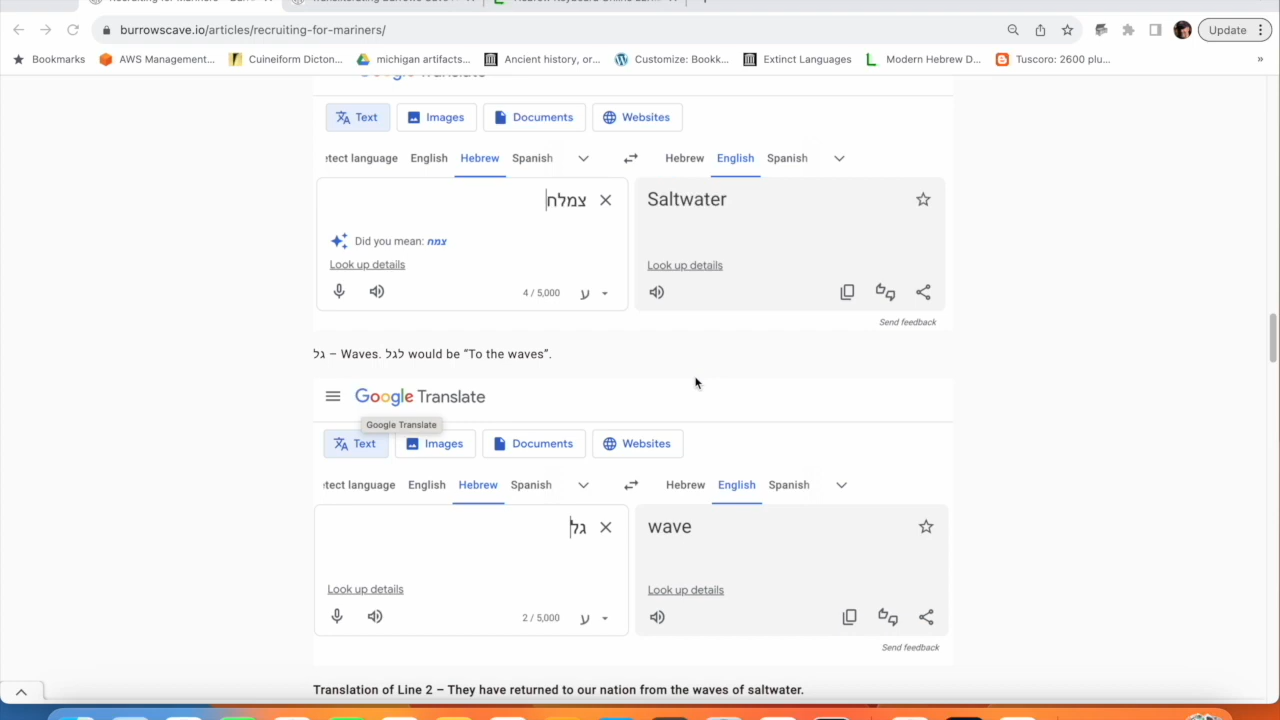 burrowscave.io/articles/recruiting-for-mariners/
Update
Bookmarks AWS Management... Cuineiform Dicton... michigan artifacts... Ancient history, or... Customize: Bookk... Extinct Languages Modern Hebrew D... Tuscoro: 2600 plu... »
Text Images Documents Websites
etect language English Hebrew Spanish Hebrew English Spanish
צמלח
Saltwater
Did you mean: צמח
Look up details
Look up details
4 / 5,000
ע
Send feedback
גל – Waves. לגל would be “To the waves”.
Google Translate
Google Translate
Text Images Documents Websites
etect language English Hebrew Spanish Hebrew English Spanish
גל
wave
Look up details
Look up details
2 / 5,000
ע
Send feedback
Translation of Line 2 – They have returned to our nation from the waves of saltwater.